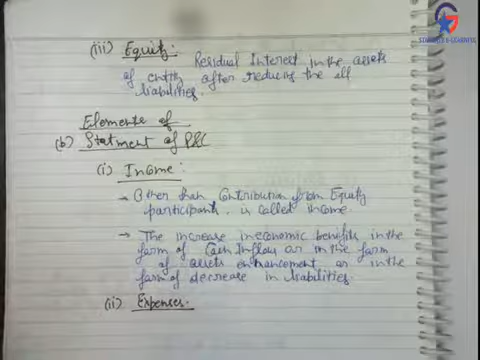 (iii) Equity: Residual Interest in the assets
of entity after reducing the all
liabilities.
Elements of
(b) Statment of P&L
(i) Income:
→ Other than Contribution from Equity
participant is called income
→ The increase in economic benefits in the
form of Cash Inflow or in the form
of assets enhancement or in the
form of decrease in liabilities.
(ii) Expenses.